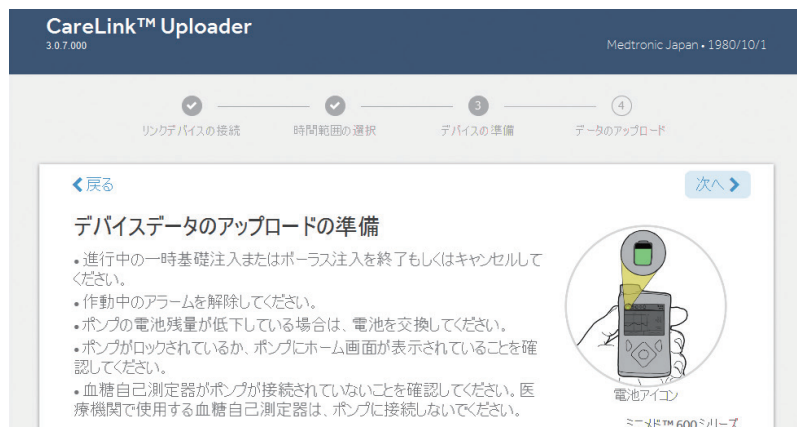 CareLink™ Uploader
3.0.7.000
Medtronic Japan • 1980/10/1
3
4
リンクデバイスの接続
時間範囲の選択
デバイスの準備
データのアップロード
戻る
次へ
デバイスデータのアップロードの準備
• 進行中の一時基礎注入またはボーラス注入を終了もしくはキャンセルして
ください。
• 作動中のアラームを解除してください。
• ポンプの電池残量が低下している場合は、電池を交換してください。
• ポンプがロックされているか、ポンプにホーム画面が表示されていることを確
認してください。
• 血糖自己測定器がポンプが接続されていないことを確認してください。医
療機関で使用する血糖自己測定器は、ポンプに接続しないでください。
電池アイコン
ミニメド™ 600シリーズ